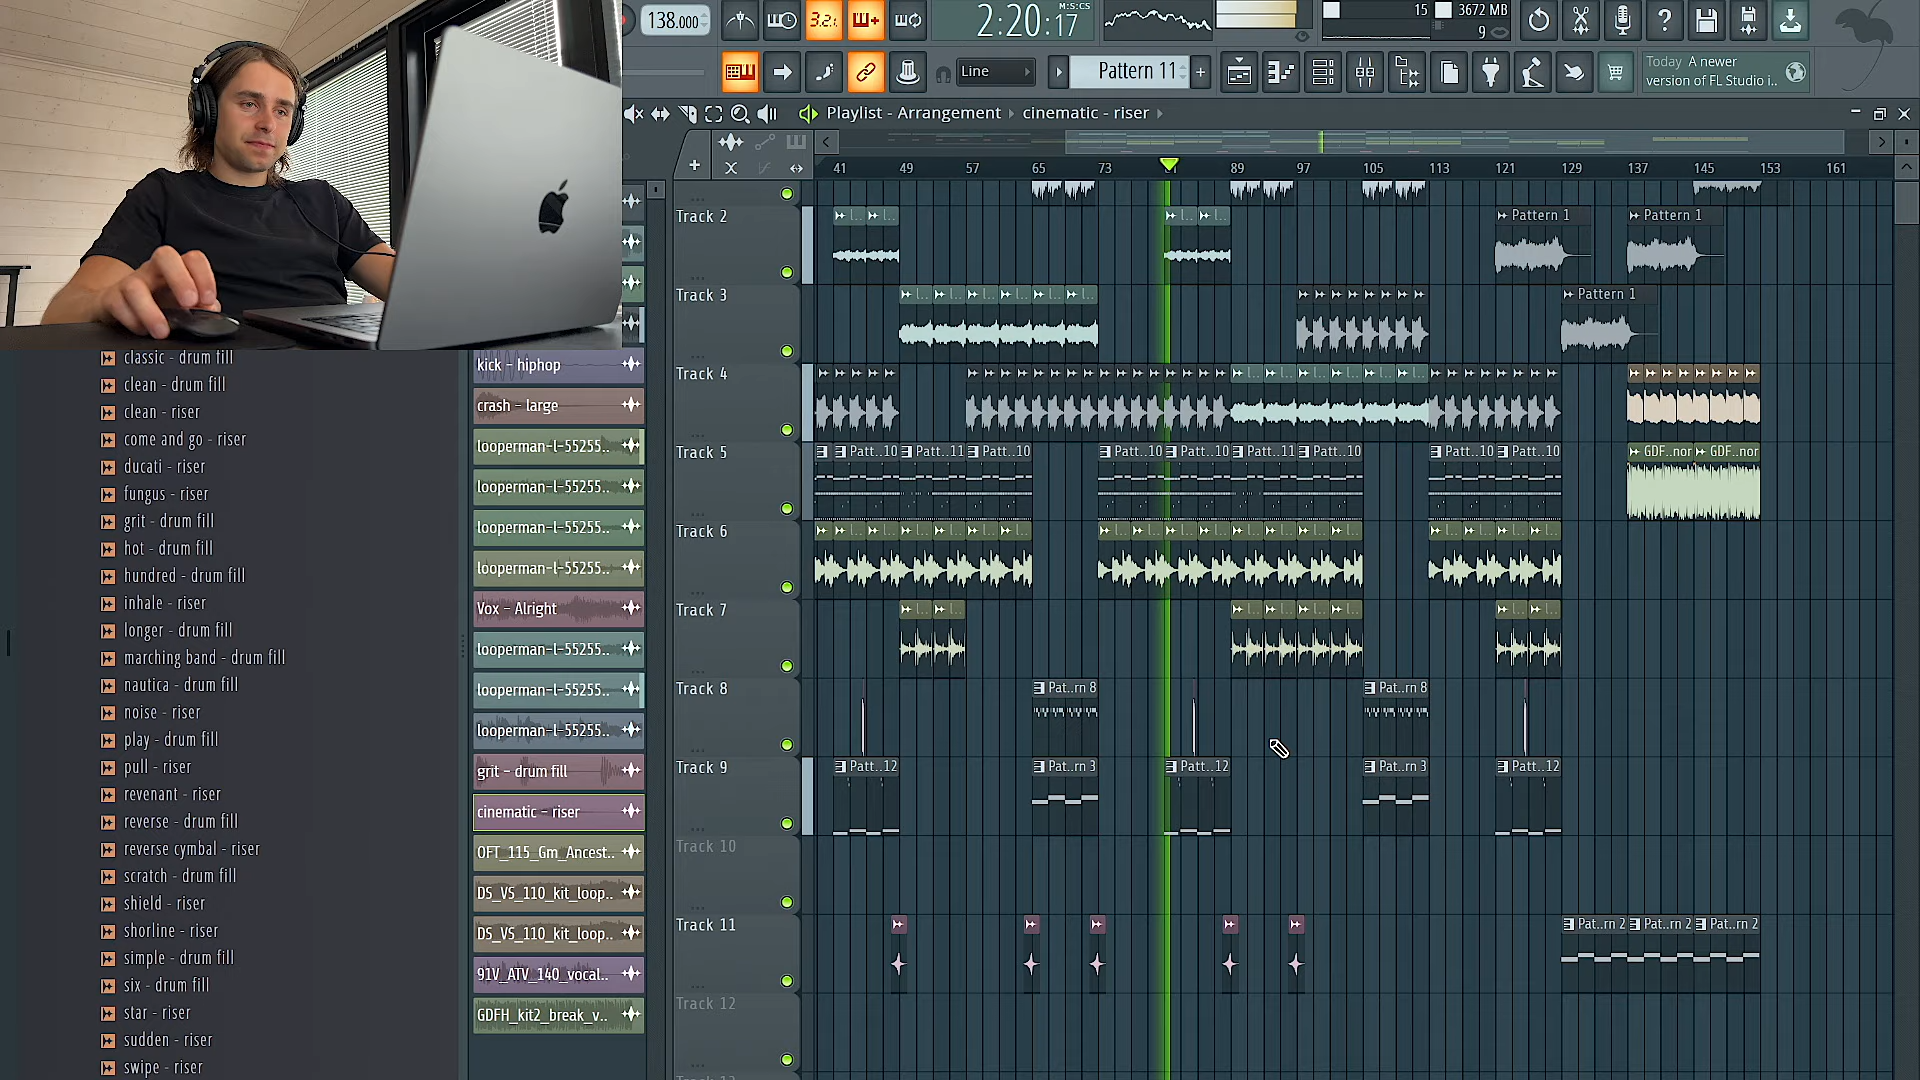 138.000
3.2.
2:20:17
M:S:CS
15
3672 MB
9
Line
Pattern 11
Today A newer
version of FL Studio i..
Playlist - Arrangement
cinematic - riser
41 49 57 65 73 89 97 105 113 121 129 137 145 153 161
Track 2
Pattern 1
Pattern 1
Track 3
Pattern 1
Track 4
Track 5
Patt..10
Patt..11
Patt..10
Patt..10
Patt..10
Patt..11
Patt..10
Patt..10
Patt..10
GDF..nor
GDF..nor
Track 6
Track 7
Track 8
Pat..rn 8
Pat..rn 8
Track 9
Patt..12
Pat..rn 3
Patt..12
Pat..rn 3
Patt..12
Track 10
Track 11
Pat..rn 2
Pat..rn 2
Pat..rn 2
Track 12
classic - drum fill
clean - drum fill
clean - riser
come and go - riser
ducati - riser
fungus - riser
grit - drum fill
hot - drum fill
hundred - drum fill
inhale - riser
longer - drum fill
marching band - drum fill
nautica - drum fill
noise - riser
play - drum fill
pull - riser
revenant - riser
reverse - drum fill
reverse cymbal - riser
scratch - drum fill
shield - riser
shorline - riser
simple - drum fill
six - drum fill
star - riser
sudden - riser
swipe - riser
kick - hiphop
crash - large
looperman-l-55255..
looperman-l-55255..
looperman-l-55255..
looperman-l-55255..
Vox - Alright
looperman-l-55255..
looperman-l-55255..
looperman-l-55255..
grit - drum fill
cinematic - riser
OFT_115_Gm_Ancest..
DS_VS_110_kit_loop..
DS_VS_110_kit_loop..
91V_ATV_140_vocal..
GDFH_kit2_break_v..